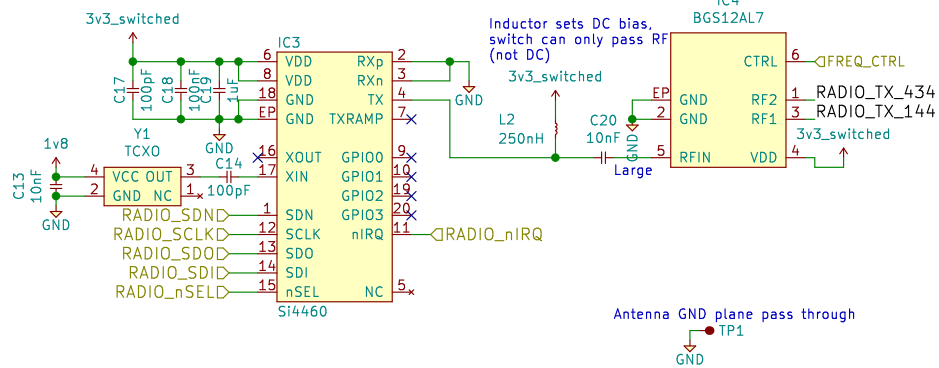 IC4
BGS12AL7
3v3_switched
Inductor sets DC bias,
switch can only pass RF
(not DC)
IC3
6 VDD
8 VDD
18 GND
EP GND
16 XOUT
17 XIN
1 SDN
12 SCLK
13 SDO
14 SDI
15 nSEL
RXp 2
RXn 3
TX 4
TXRAMP 7
GPIO0 9
GPIO1 10
GPIO2 19
GPIO3 20
nIRQ 11
NC 5
Si4460
C17
100pF
C18
100nF
C19
1uF
GND
GND
Y1
TCXO
4 VCC OUT 3
2 GND NC 1
1v8
C13
10nF
GND
C14
100pF
RADIO_SDN
RADIO_SCLK
RADIO_SDO
RADIO_SDI
RADIO_nSEL
RADIO_nIRQ
3v3_switched
L2
250nH
C20
10nF
Large
GND
EP GND
2 GND
5 RFIN
CTRL 6
RF2 1
RF1 3
VDD 4
FREQ_CTRL
RADIO_TX_434
RADIO_TX_144
3v3_switched
Antenna GND plane pass through
TP1
GND